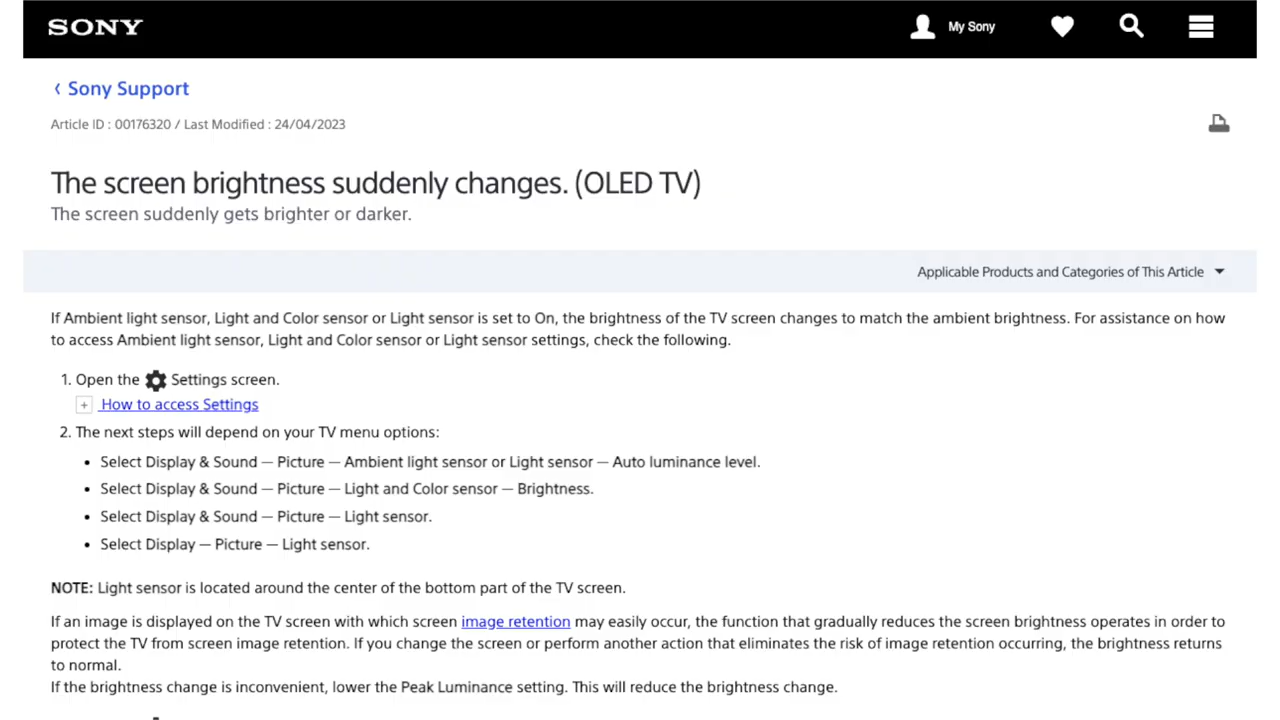 SONY
My Sony
‹ Sony Support
Article ID : 00176320 / Last Modified : 24/04/2023
The screen brightness suddenly changes. (OLED TV)
The screen suddenly gets brighter or darker.
Applicable Products and Categories of This Article
If Ambient light sensor, Light and Color sensor or Light sensor is set to On, the brightness of the TV screen changes to match the ambient brightness. For assistance on how
to access Ambient light sensor, Light and Color sensor or Light sensor settings, check the following.
1. Open the Settings screen.
+ How to access Settings
2. The next steps will depend on your TV menu options:
• Select Display & Sound — Picture — Ambient light sensor or Light sensor — Auto luminance level.
• Select Display & Sound — Picture — Light and Color sensor — Brightness.
• Select Display & Sound — Picture — Light sensor.
• Select Display — Picture — Light sensor.
NOTE: Light sensor is located around the center of the bottom part of the TV screen.
If an image is displayed on the TV screen with which screen image retention may easily occur, the function that gradually reduces the screen brightness operates in order to
protect the TV from screen image retention. If you change the screen or perform another action that eliminates the risk of image retention occurring, the brightness returns
to normal.
If the brightness change is inconvenient, lower the Peak Luminance setting. This will reduce the brightness change.